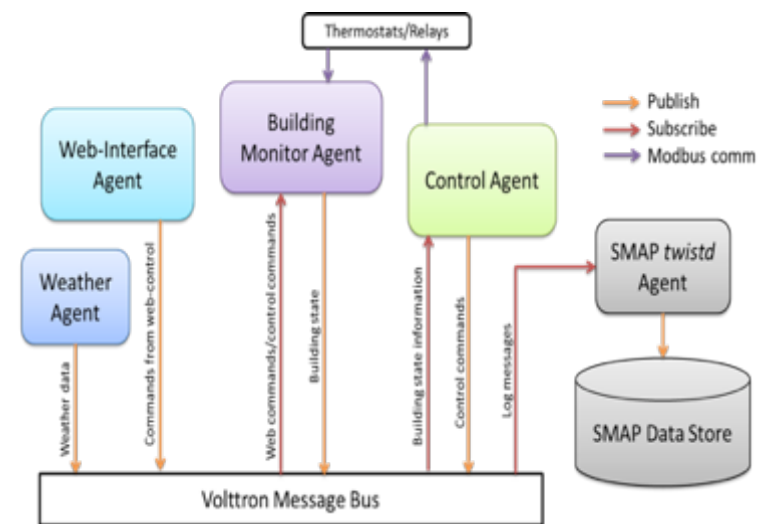 Thermostats/Relays
Building
Monitor Agent
Web-Interface
Agent
Control Agent
Publish
Subscribe
Modbus comm
Weather
Agent
SMAP twistd
Agent
Weather data
Commands from web-control
Web commands/control commands
Building state
Building state information
Control commands
Log messages
SMAP Data Store
Volttron Message Bus